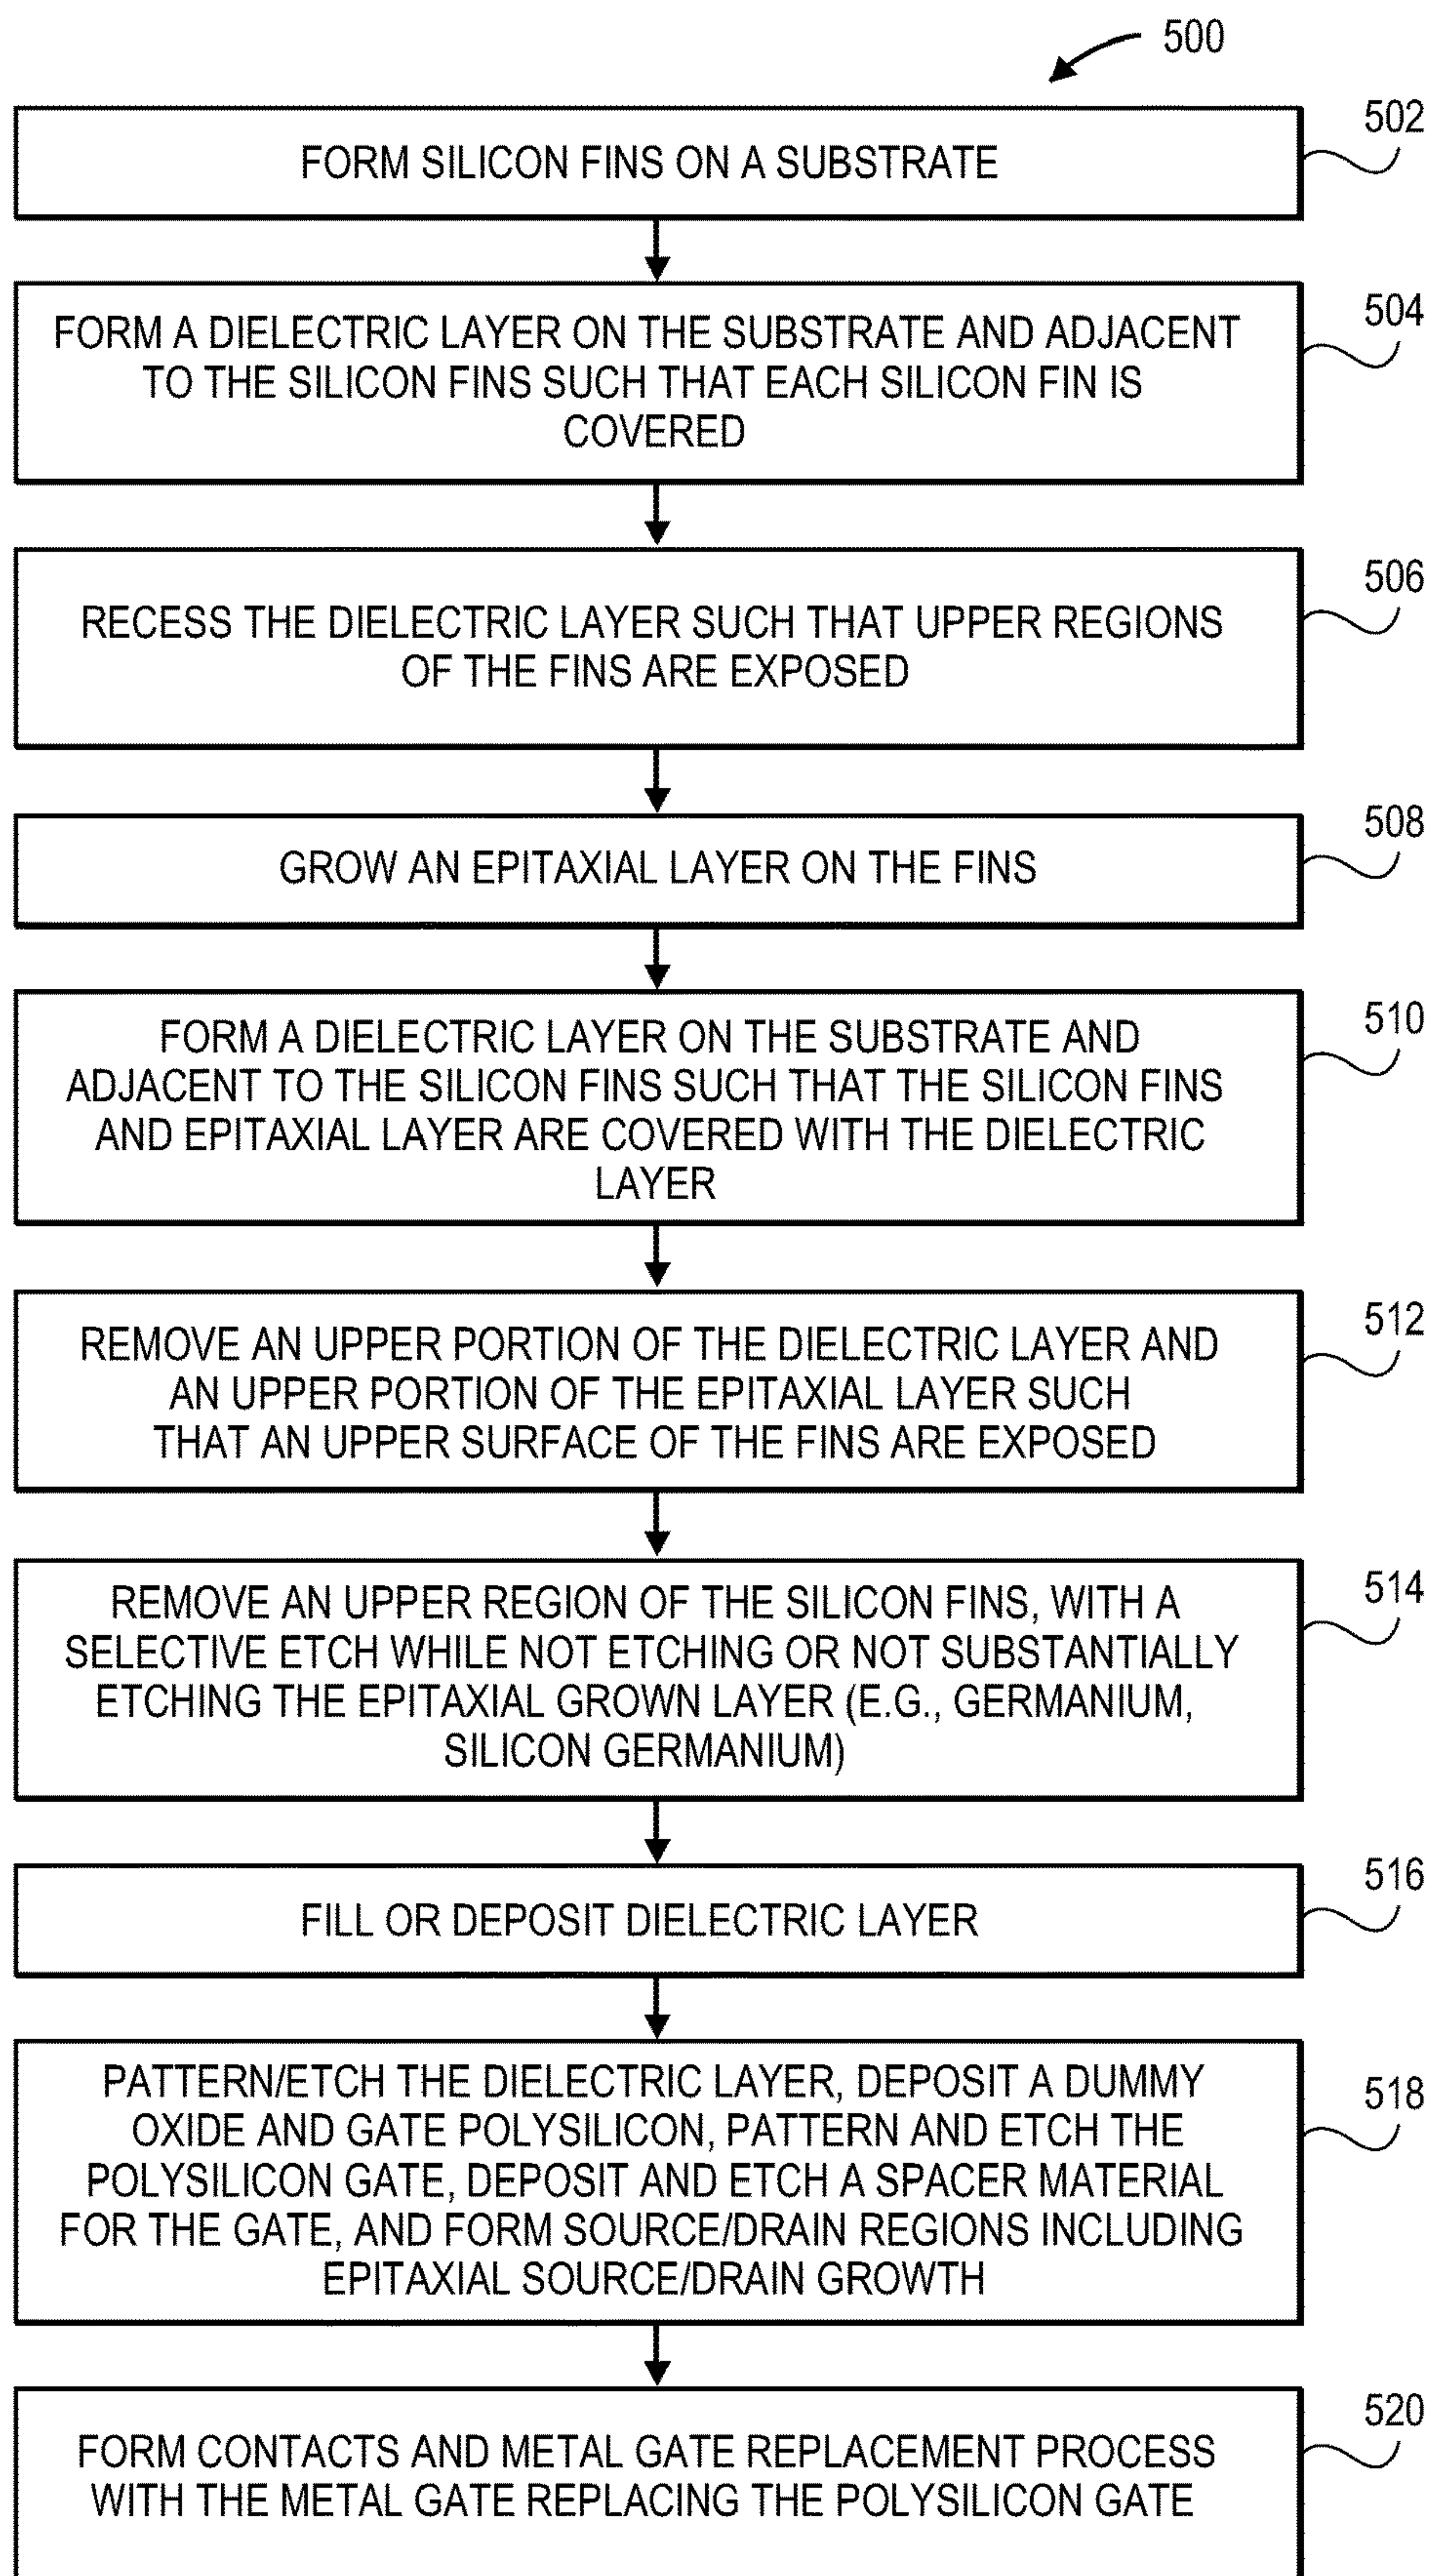 500
502
FORM SILICON FINS ON A SUBSTRATE
504
FORM A DIELECTRIC LAYER ON THE SUBSTRATE AND ADJACENT
TO THE SILICON FINS SUCH THAT EACH SILICON FIN IS
COVERED
506
RECESS THE DIELECTRIC LAYER SUCH THAT UPPER REGIONS
OF THE FINS ARE EXPOSED
508
GROW AN EPITAXIAL LAYER ON THE FINS
510
FORM A DIELECTRIC LAYER ON THE SUBSTRATE AND
ADJACENT TO THE SILICON FINS SUCH THAT THE SILICON FINS
AND EPITAXIAL LAYER ARE COVERED WITH THE DIELECTRIC
LAYER
512
REMOVE AN UPPER PORTION OF THE DIELECTRIC LAYER AND
AN UPPER PORTION OF THE EPITAXIAL LAYER SUCH
THAT AN UPPER SURFACE OF THE FINS ARE EXPOSED
514
REMOVE AN UPPER REGION OF THE SILICON FINS, WITH A
SELECTIVE ETCH WHILE NOT ETCHING OR NOT SUBSTANTIALLY
ETCHING THE EPITAXIAL GROWN LAYER (E.G., GERMANIUM,
SILICON GERMANIUM)
516
FILL OR DEPOSIT DIELECTRIC LAYER
518
PATTERN/ETCH THE DIELECTRIC LAYER, DEPOSIT A DUMMY
OXIDE AND GATE POLYSILICON, PATTERN AND ETCH THE
POLYSILICON GATE, DEPOSIT AND ETCH A SPACER MATERIAL
FOR THE GATE, AND FORM SOURCE/DRAIN REGIONS INCLUDING
EPITAXIAL SOURCE/DRAIN GROWTH
520
FORM CONTACTS AND METAL GATE REPLACEMENT PROCESS
WITH THE METAL GATE REPLACING THE POLYSILICON GATE